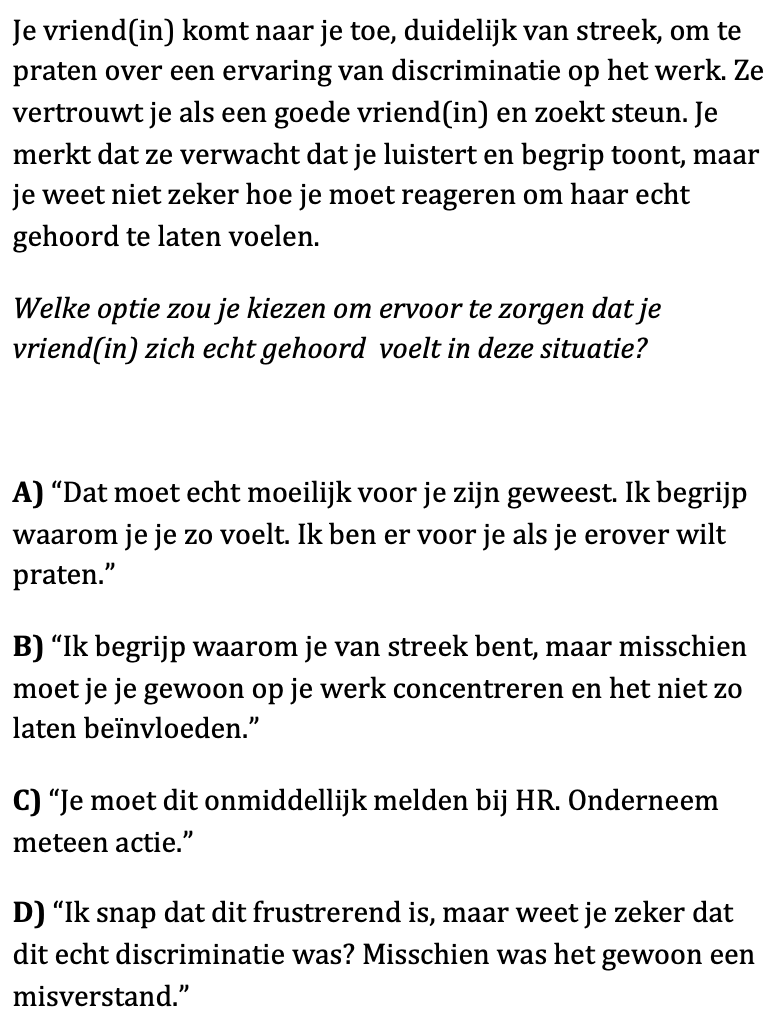 Je vriend(in) komt naar je toe, duidelijk van streek, om te
praten over een ervaring van discriminatie op het werk. Ze
vertrouwt je als een goede vriend(in) en zoekt steun. Je
merkt dat ze verwacht dat je luistert en begrip toont, maar
je weet niet zeker hoe je moet reageren om haar echt
gehoord te laten voelen.
Welke optie zou je kiezen om ervoor te zorgen dat je
vriend(in) zich echt gehoord  voelt in deze situatie?
A) “Dat moet echt moeilijk voor je zijn geweest. Ik begrijp
waarom je je zo voelt. Ik ben er voor je als je erover wilt
praten.”
B) “Ik begrijp waarom je van streek bent, maar misschien
moet je je gewoon op je werk concentreren en het niet zo
laten beïnvloeden.”
C) “Je moet dit onmiddellijk melden bij HR. Onderneem
meteen actie.”
D) “Ik snap dat dit frustrerend is, maar weet je zeker dat
dit echt discriminatie was? Misschien was het gewoon een
misverstand.”